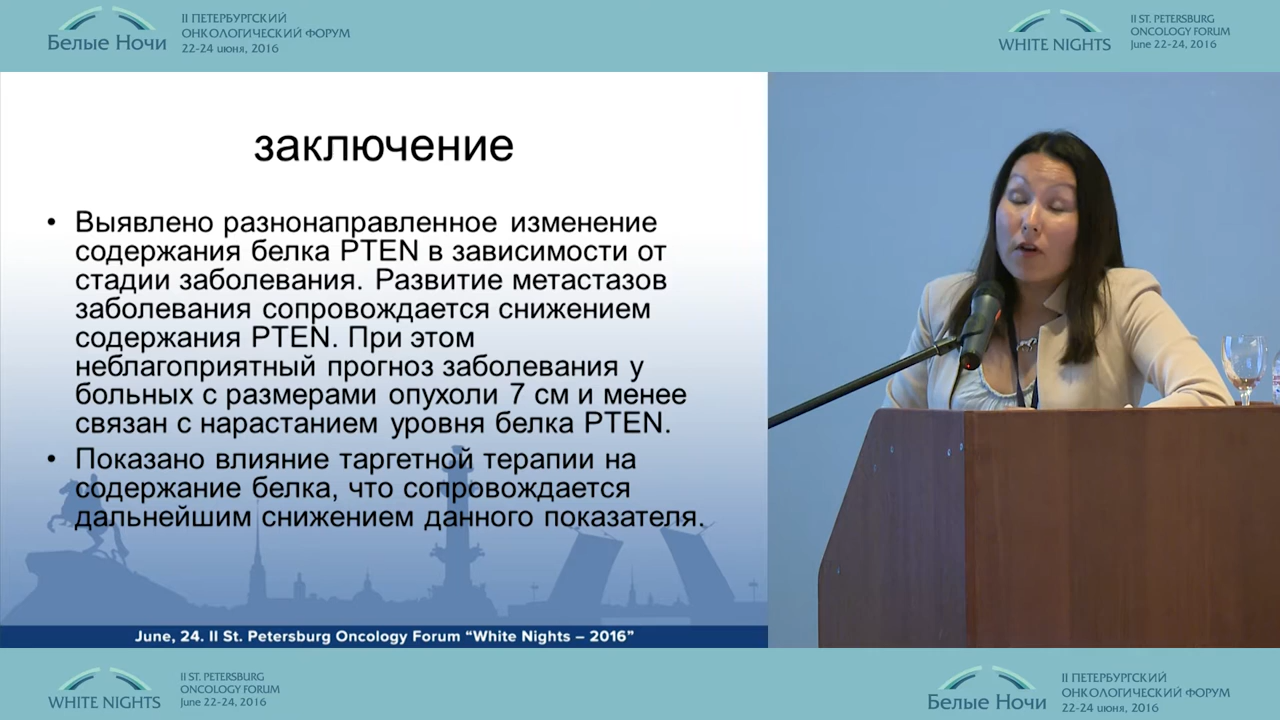 Белые Ночи
II ПЕТЕРБУРГСКИЙ
ОНКОЛОГИЧЕСКИЙ ФОРУМ
22-24 июня, 2016
WHITE NIGHTS
II ST. PETERSBURG
ONCOLOGY FORUM
June 22-24, 2016
заключение
• Выявлено разнонаправленное изменение
содержания белка PTEN в зависимости от
стадии заболевания. Развитие метастазов
заболевания сопровождается снижением
содержания PTEN. При этом
неблагоприятный прогноз заболевания у
больных с размерами опухоли 7 см и менее
связан с нарастанием уровня белка PTEN.
• Показано влияние таргетной терапии на
содержание белка, что сопровождается
дальнейшим снижением данного показателя.
June, 24. II St. Petersburg Oncology Forum “White Nights – 2016”
WHITE NIGHTS
II ST. PETERSBURG
ONCOLOGY FORUM
June 22-24, 2016
Белые Ночи
II ПЕТЕРБУРГСКИЙ
ОНКОЛОГИЧЕСКИЙ ФОРУМ
22-24 июня, 2016